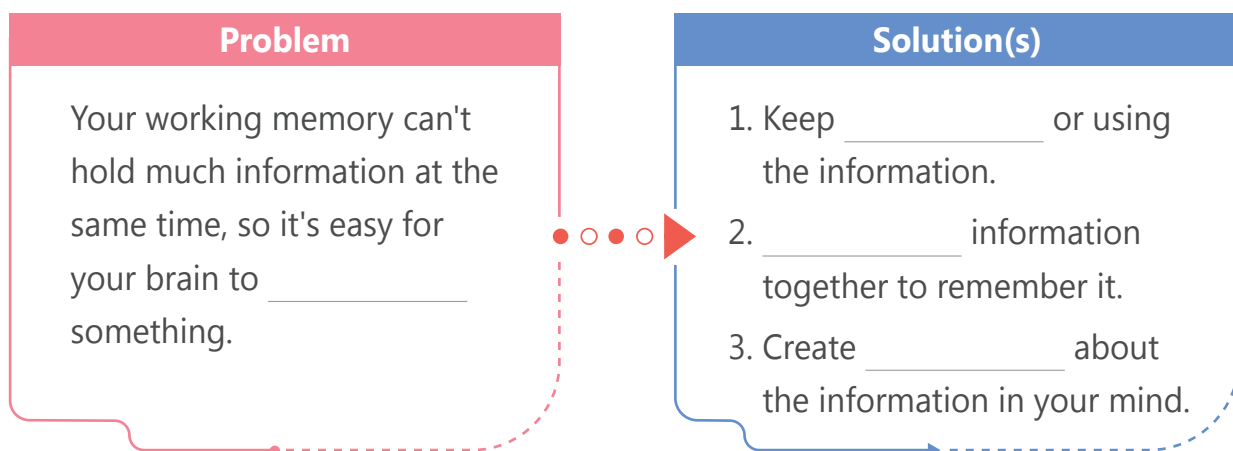 Problem
Your working memory can't
hold much information at the
same time, so it's easy for
your brain to
something.
Solution(s)
1. Keep or using
the information.
2. information
together to remember it.
3. Create about
the information in your mind.